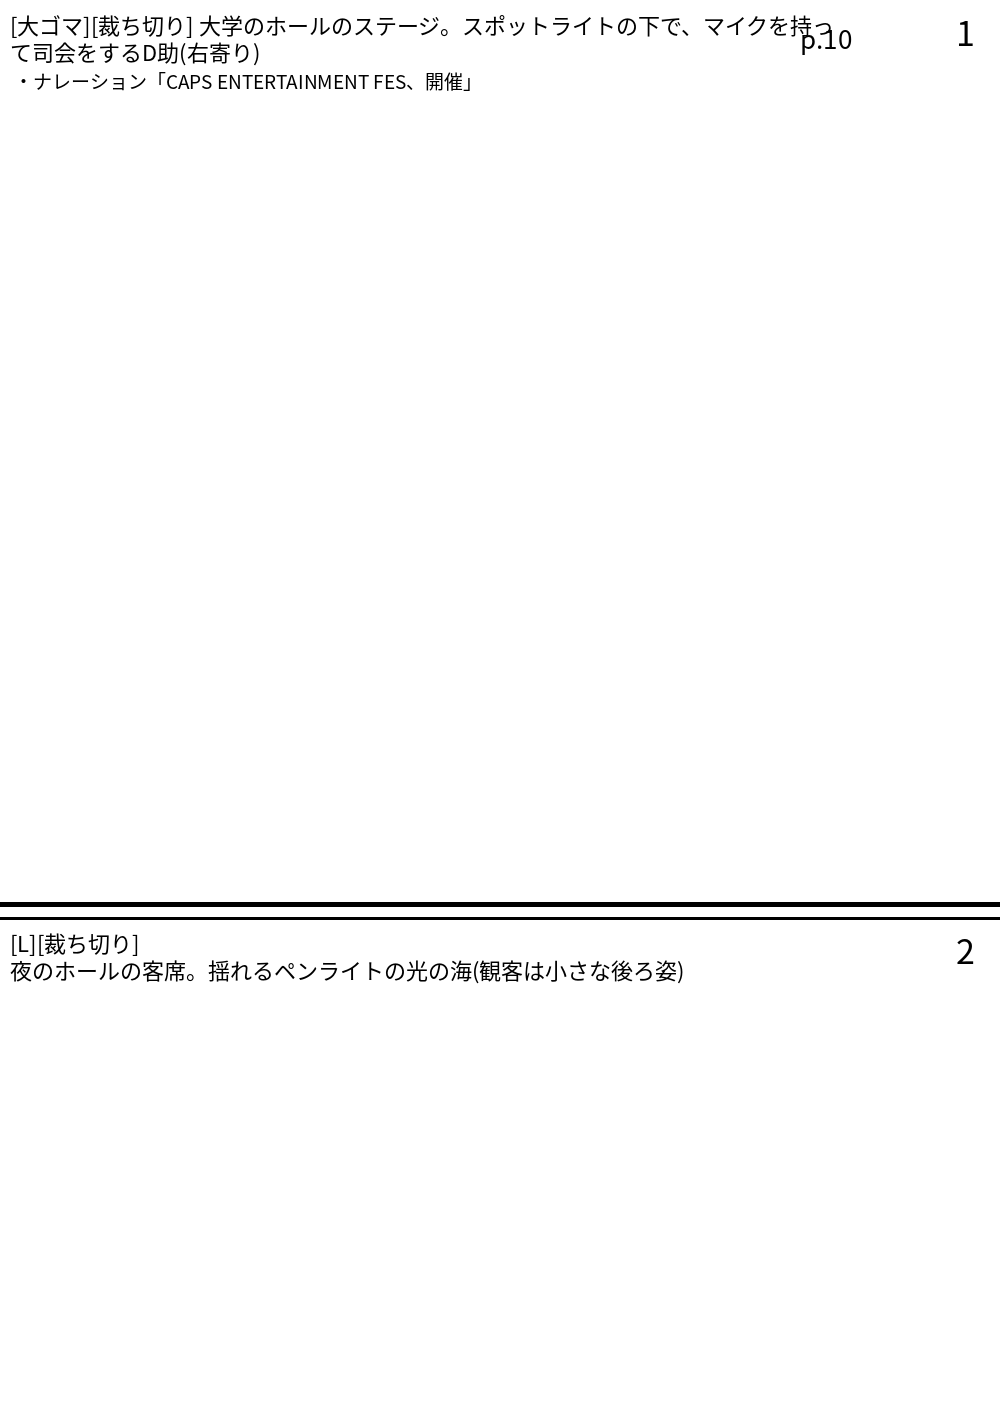 [大ゴマ][裁ち切り] 大学のホールのステージ。スポットライトの下で、マイクを持っ
て司会をするD助(右寄り)
・ナレーション「CAPS ENTERTAINMENT FES、開催」
p.10
1
[L][裁ち切り]
夜のホールの客席。揺れるペンライトの光の海(観客は小さな後ろ姿)
2